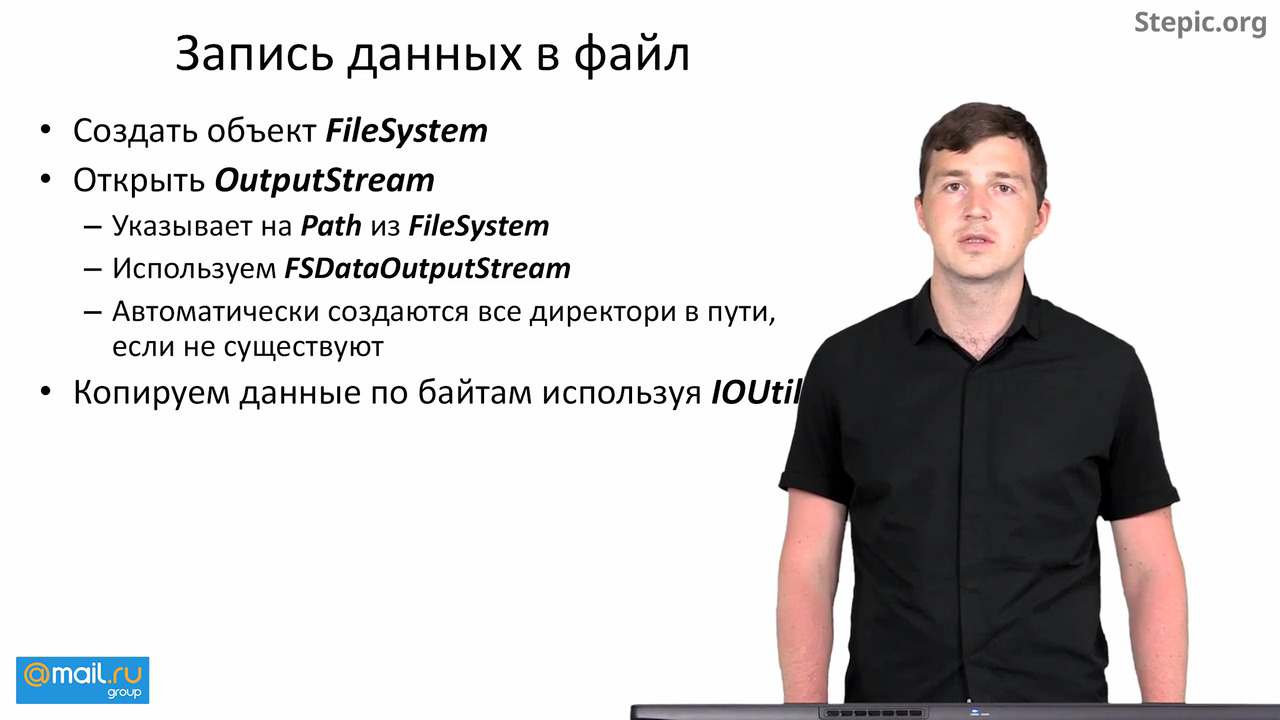 Stepic.org
Запись данных в файл
• Создать объект FileSystem
• Открыть OutputStream
– Указывает на Path из FileSystem
– Используем FSDataOutputStream
– Автоматически создаются все директори в пути,
если не существуют
• Копируем данные по байтам используя IOUtil
@mail.ru
group